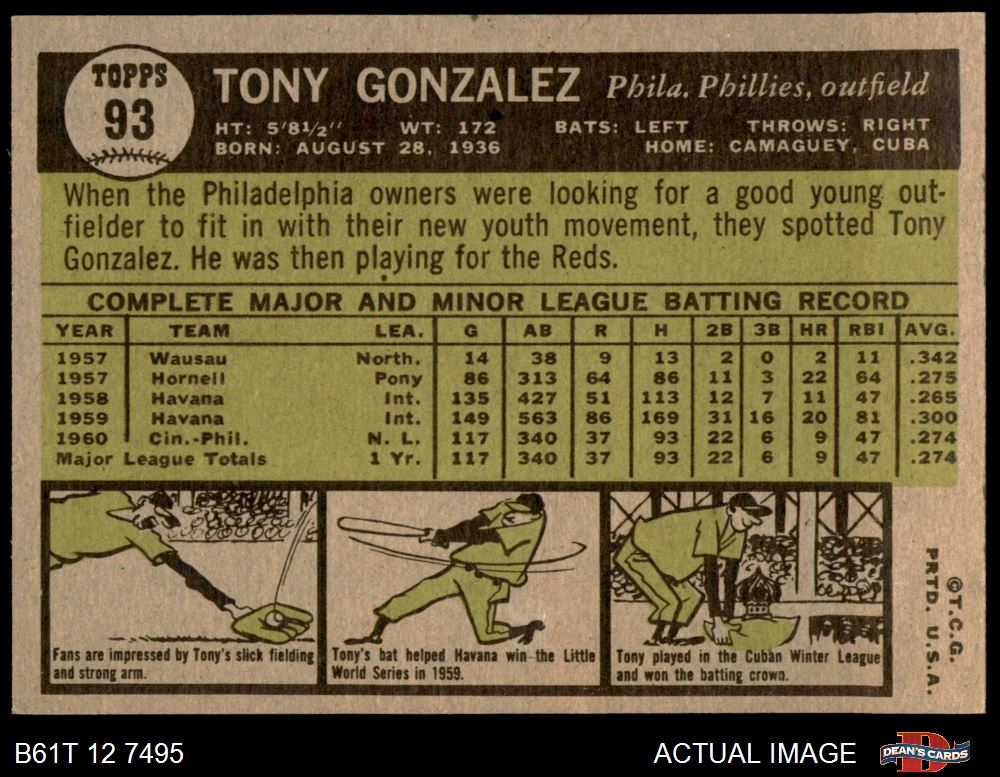 TOPPS
93
TONY GONZALEZ Phila. Phillies, outfield
HT: 5'8½" WT: 172 BATS: LEFT THROWS: RIGHT
BORN: AUGUST 28, 1936 HOME: CAMAGUEY, CUBA
When the Philadelphia owners were looking for a good young out-
fielder to fit in with their new youth movement, they spotted Tony
Gonzalez. He was then playing for the Reds.
COMPLETE MAJOR AND MINOR LEAGUE BATTING RECORD
YEAR TEAM LEA. G AB R H 2B 3B HR RBI AVG.
1957 Wausau North. 14 38 9 13 2 0 2 11 .342
1957 Hornell Pony 86 313 64 86 11 3 22 64 .275
1958 Havana Int. 135 427 51 113 12 7 11 47 .265
1959 Havana Int. 149 563 86 169 31 16 20 81 .300
1960 Cin.-Phil. N. L. 117 340 37 93 22 6 9 47 .274
Major League Totals 1 Yr. 117 340 37 93 22 6 9 47 .274
Fans are impressed by Tony's slick fielding
and strong arm.
Tony's bat helped Havana win the Little
World Series in 1959.
Tony played in the Cuban Winter League
and won the batting crown.
©T.C.G.
PRTD. U.S.A.
B61T 12 7495 ACTUAL IMAGE DEAN'S CARDS